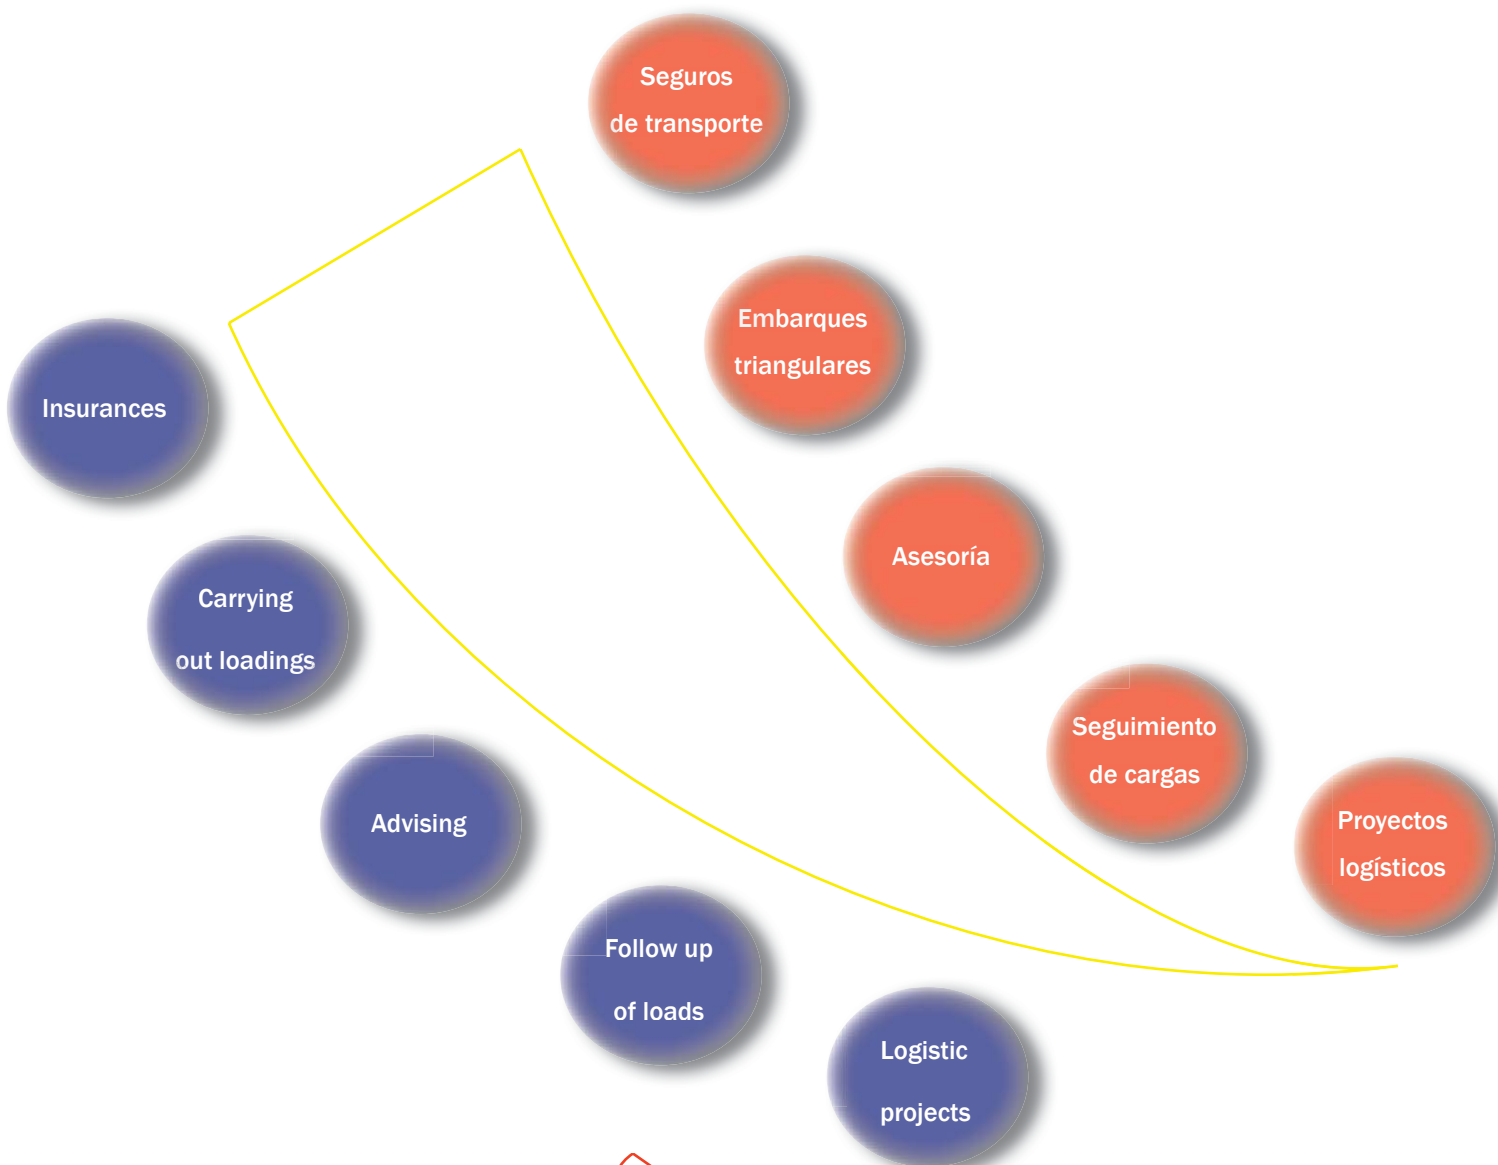 Seguros
de transporte
Embarques
triangulares
Asesoría
Seguimiento
de cargas
Proyectos
logísticos
Insurances
Carrying
out loadings
Advising
Follow up
of loads
Logistic
projects